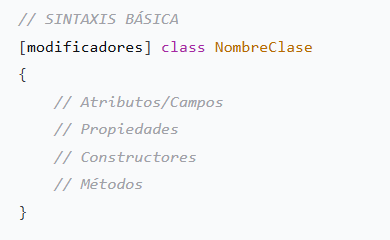 // SINTAXIS BÁSICA
[modificadores] class NombreClase
{
    // Atributos/Campos
    // Propiedades
    // Constructores
    // Métodos
}